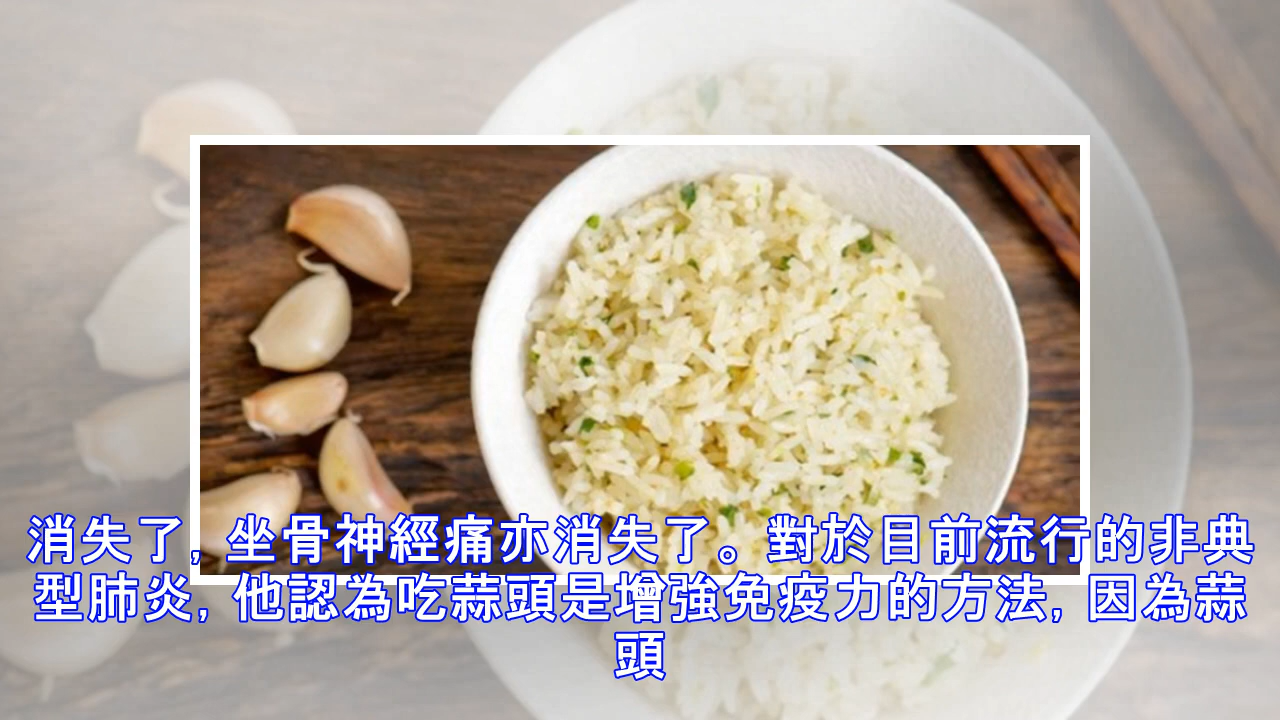 消失了, 坐骨神經痛亦消失了。對於目前流行的非典
型肺炎, 他認為吃蒜頭是增強免疫力的方法, 因為蒜
頭